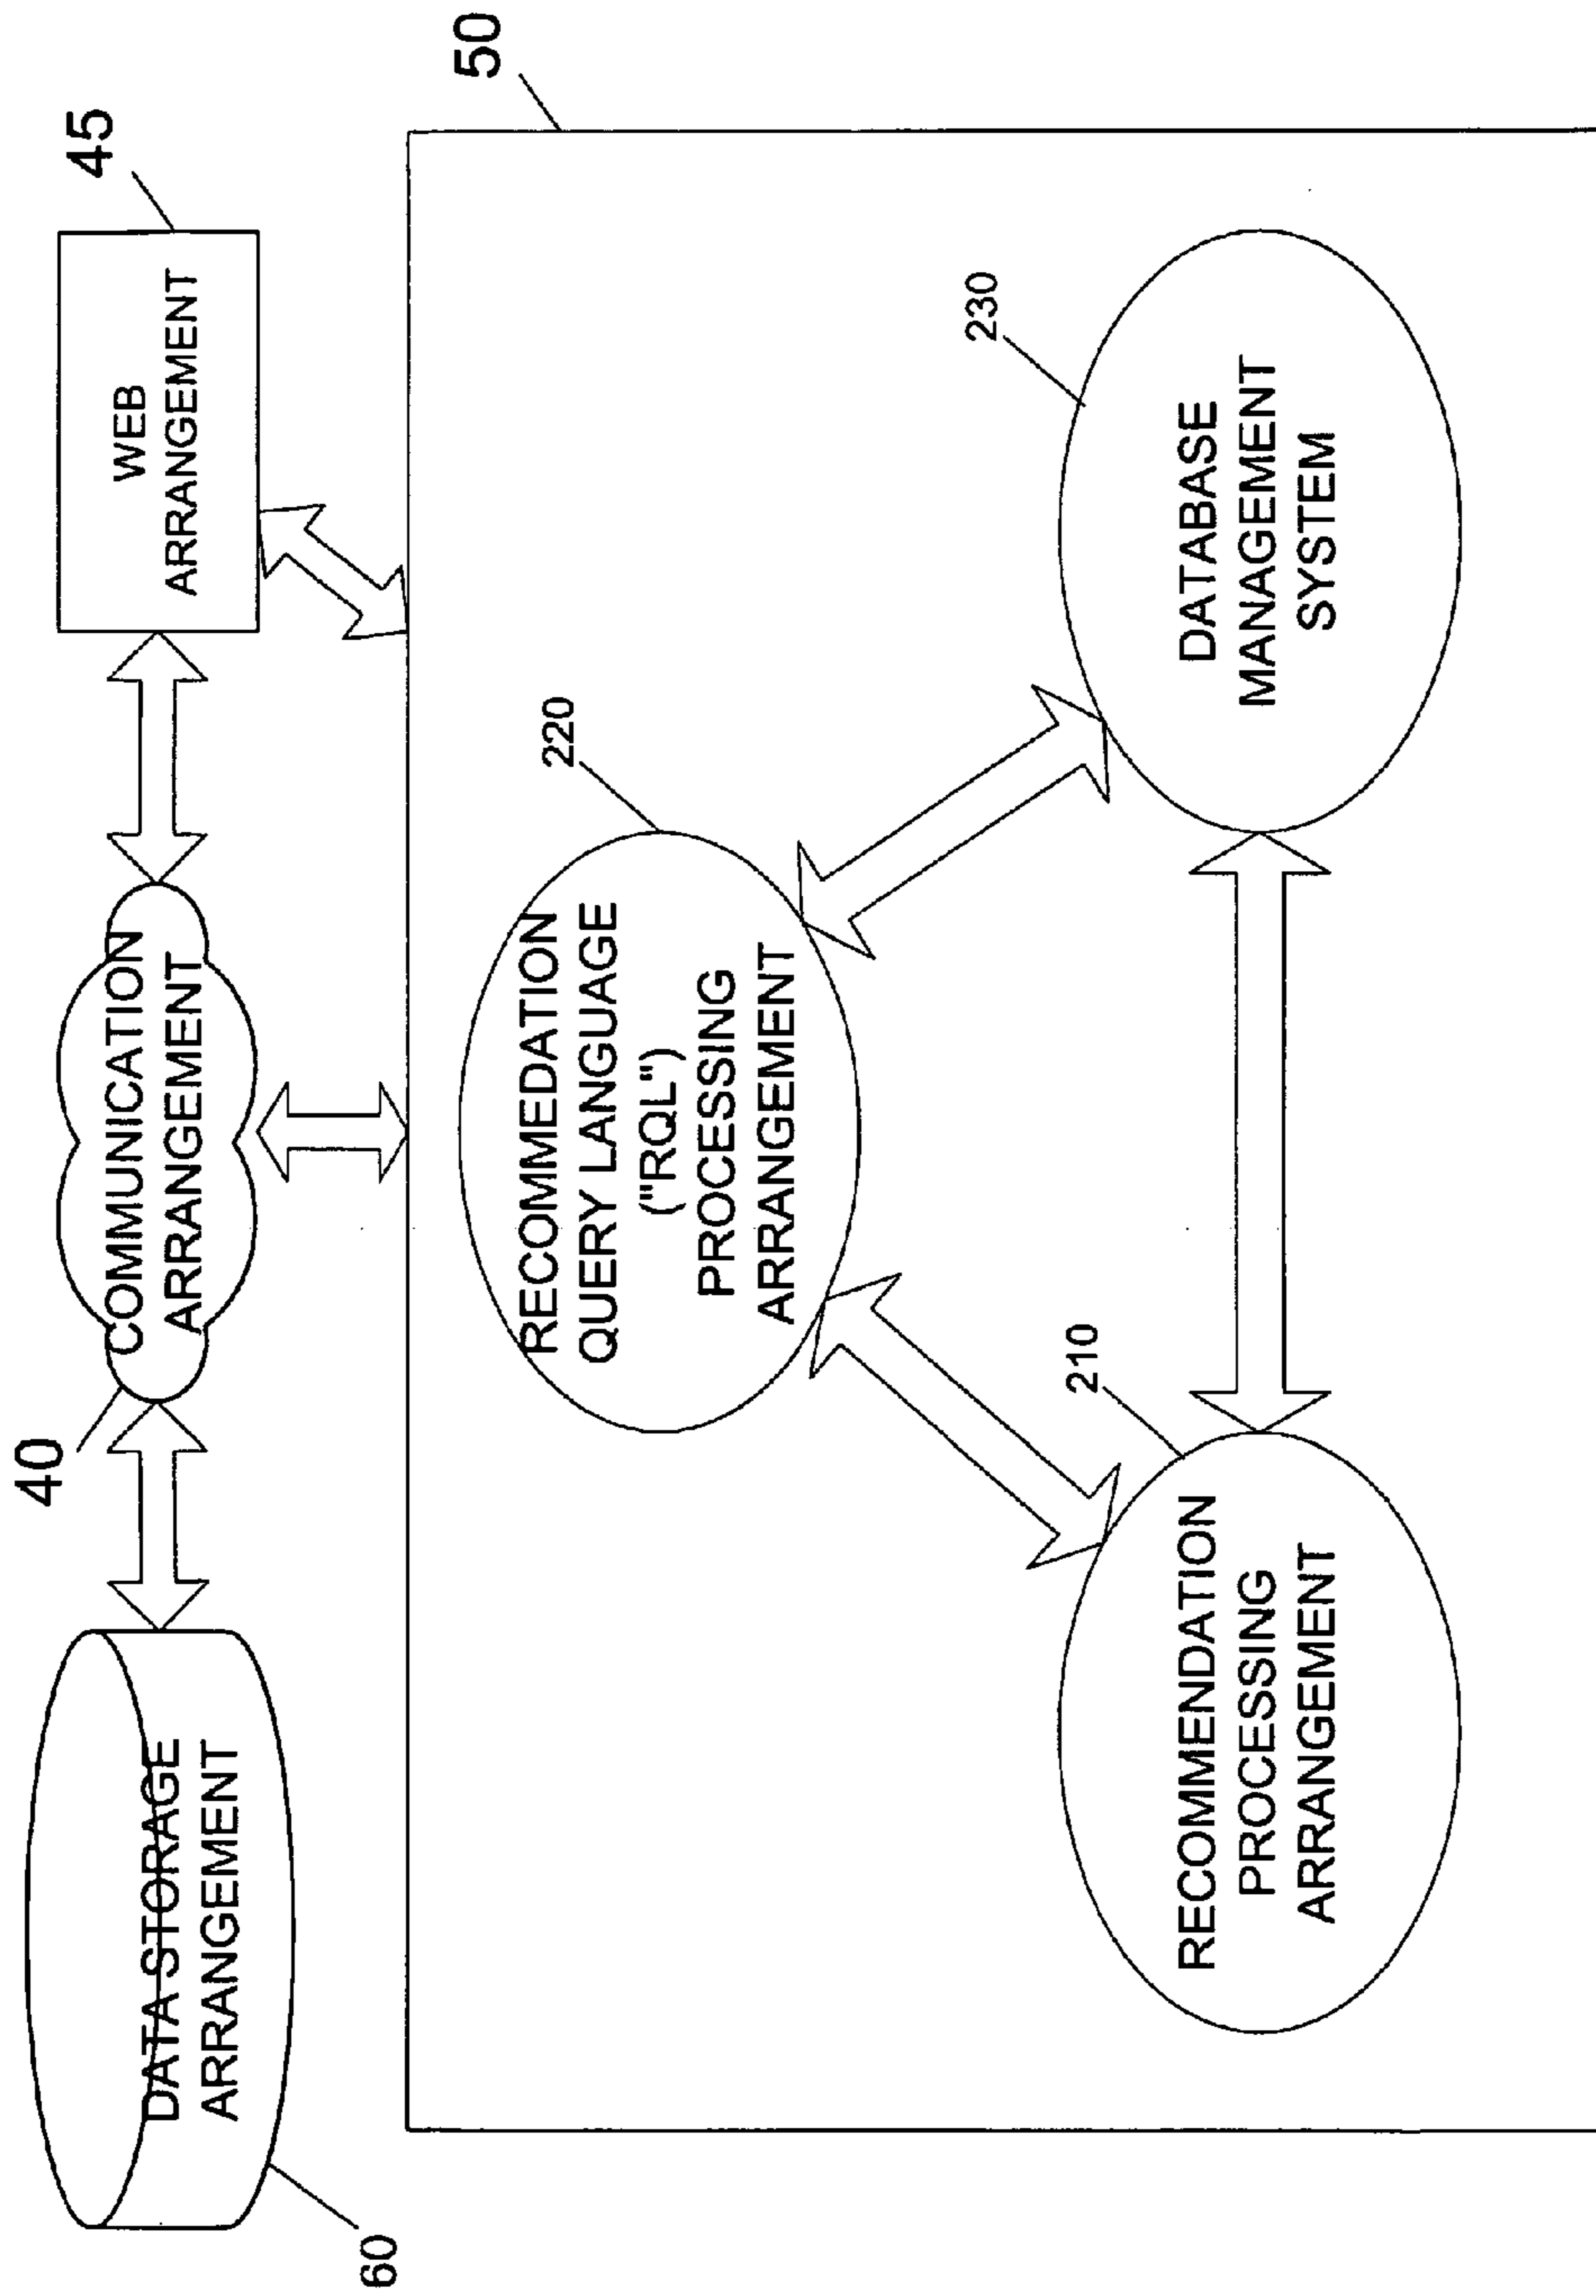 60
DATA STORAGE
ARRANGEMENT
40
COMMUNICATION
ARRANGEMENT
WEB
ARRANGEMENT
45
50
RECOMMEDATION
QUERY LANGUAGE
("RQL")
PROCESSING
ARRANGEMENT
220
RECOMMENDATION
PROCESSING
ARRANGEMENT
210
DATABASE
MANAGEMENT
SYSTEM
230